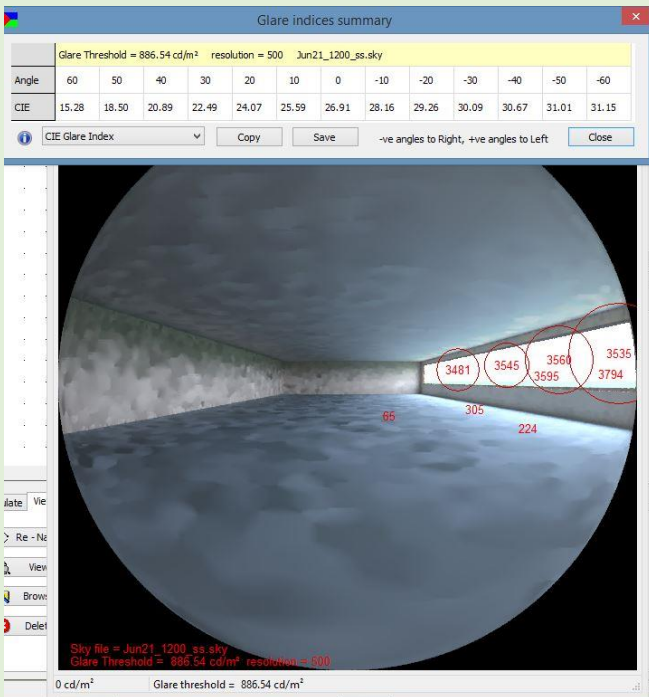 Glare indices summary
Glare Threshold = 886.54 cd/m² resolution = 500 Jun21_1200_ss.sky
Angle 60 50 40 30 20 10 0 -10 -20 -30 -40 -50 -60
CIE 15.28 18.50 20.89 22.49 24.07 25.59 26.91 28.16 29.26 30.09 30.67 31.01 31.15
CIE Glare Index Copy Save -ve angles to Right, +ve angles to Left Close
3481 3545 3560 3535
3595 3794
65 305
224
ulate Vie
Re - Na
View
Brows
Delet
Sky file = Jun21_1200_ss.sky
Glare Threshold = 886.54 cd/m² resolution = 500
0 cd/m² Glare threshold = 886.54 cd/m²